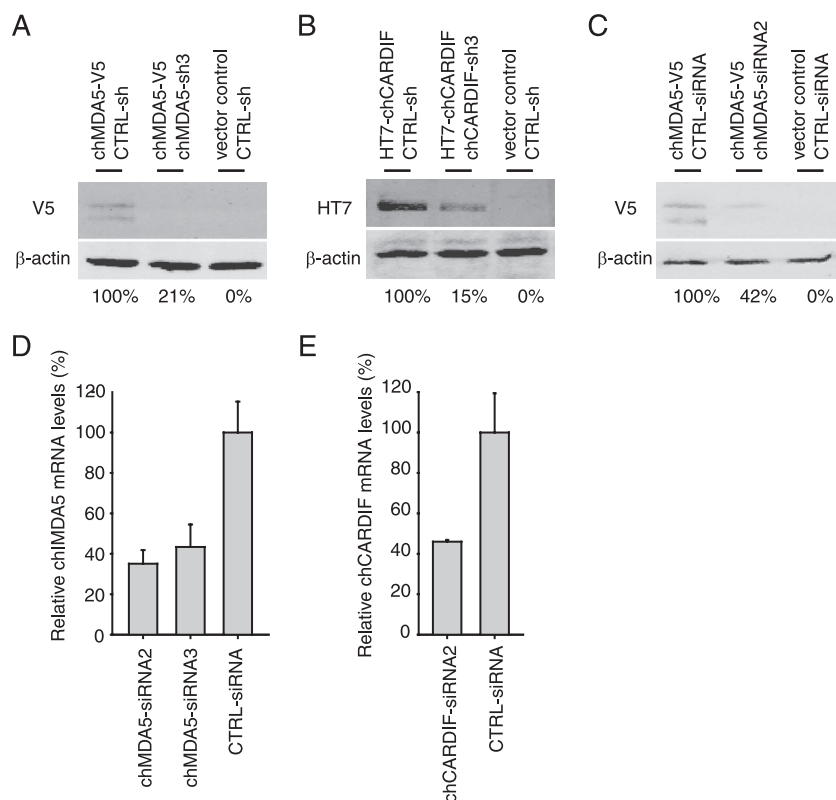 A
chMDA5-V5
CTRL-sh
chMDA5-V5
chMDA5-sh3
vector control
CTRL-sh
V5
β-actin
100%
21%
0%
B
HT7-chCARDIF
CTRL-sh
HT7-chCARDIF
chCARDIF-sh3
vector control
CTRL-sh
HT7
β-actin
100%
15%
0%
C
chMDA5-V5
CTRL-siRNA
chMDA5-V5
chMDA5-siRNA2
vector control
CTRL-siRNA
V5
β-actin
100%
42%
0%
D
Relative chIMDA5 mRNA levels (%)
120
100
80
60
40
20
0
chMDA5-siRNA2
chMDA5-siRNA3
CTRL-siRNA
E
Relative chCARDIF mRNA levels (%)
120
100
80
60
40
20
0
chCARDIF-siRNA2
CTRL-siRNA